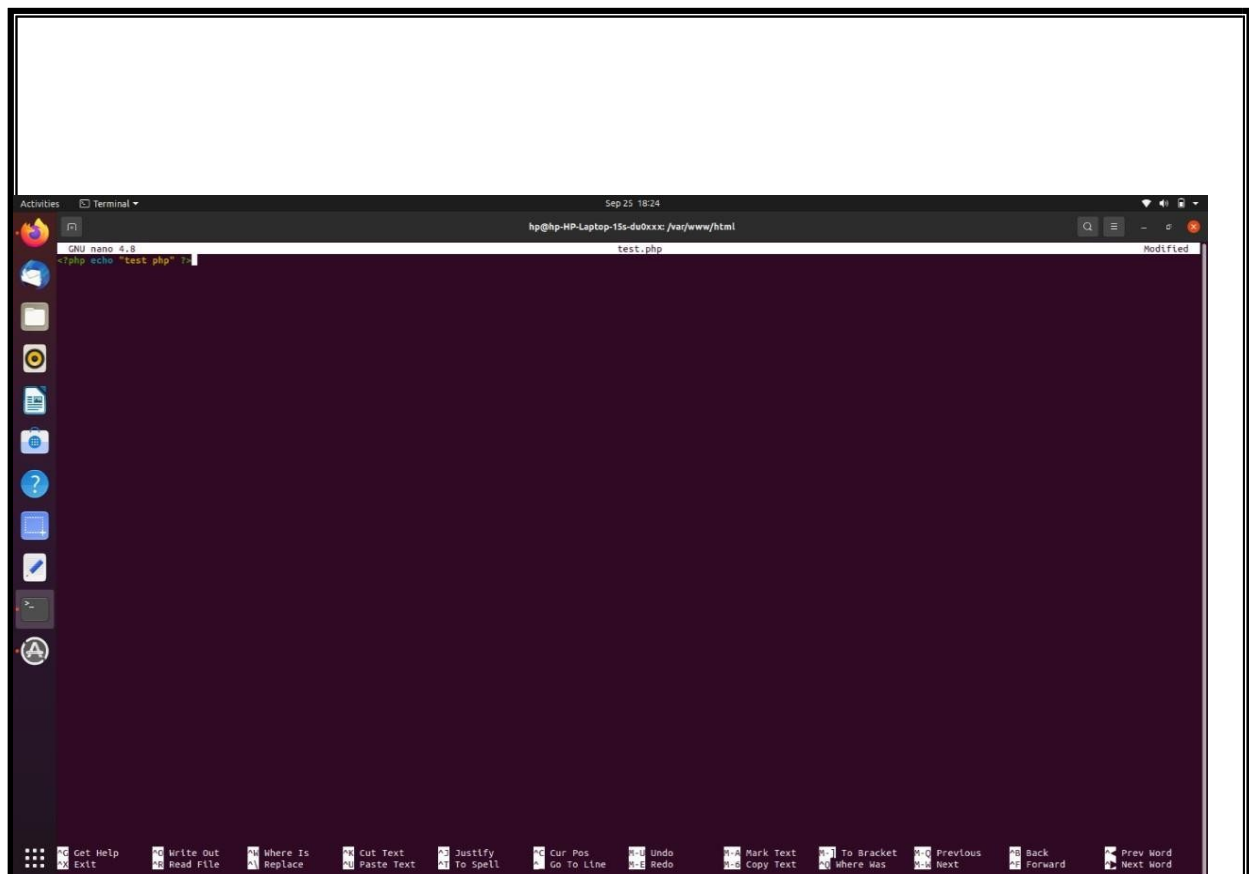 Activities Terminal Sep 25 18:24
hp@hp-HP-Laptop-15s-du0xxx: /var/www/html
GNU nano 4.8 test.php Modified
<?php echo "test php" ?>
^G Get Help ^O Write Out ^W Where Is ^K Cut Text ^J Justify ^C Cur Pos M-U Undo M-A Mark Text M-] To Bracket M-Q Previous ^B Back ^◀ Prev Word
^X Exit ^R Read File ^\ Replace ^U Paste Text ^T To Spell ^_ Go To Line M-E Redo M-6 Copy Text ^Q Where Was M-W Next ^F Forward ^▶ Next Word